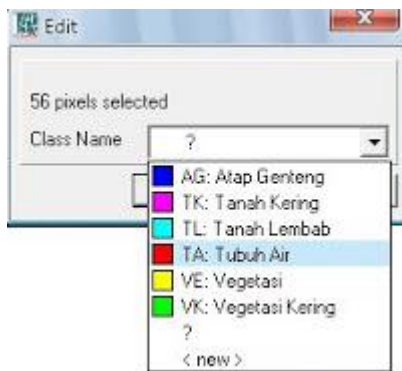 Edit
56 pixels selected
Class Name ?
AG: Atap Genteng
TK: Tanah Kering
TL: Tanah Lembab
TA: Tubuh Air
VE: Vegetasi
VK: Vegetasi Kering
?
< new >